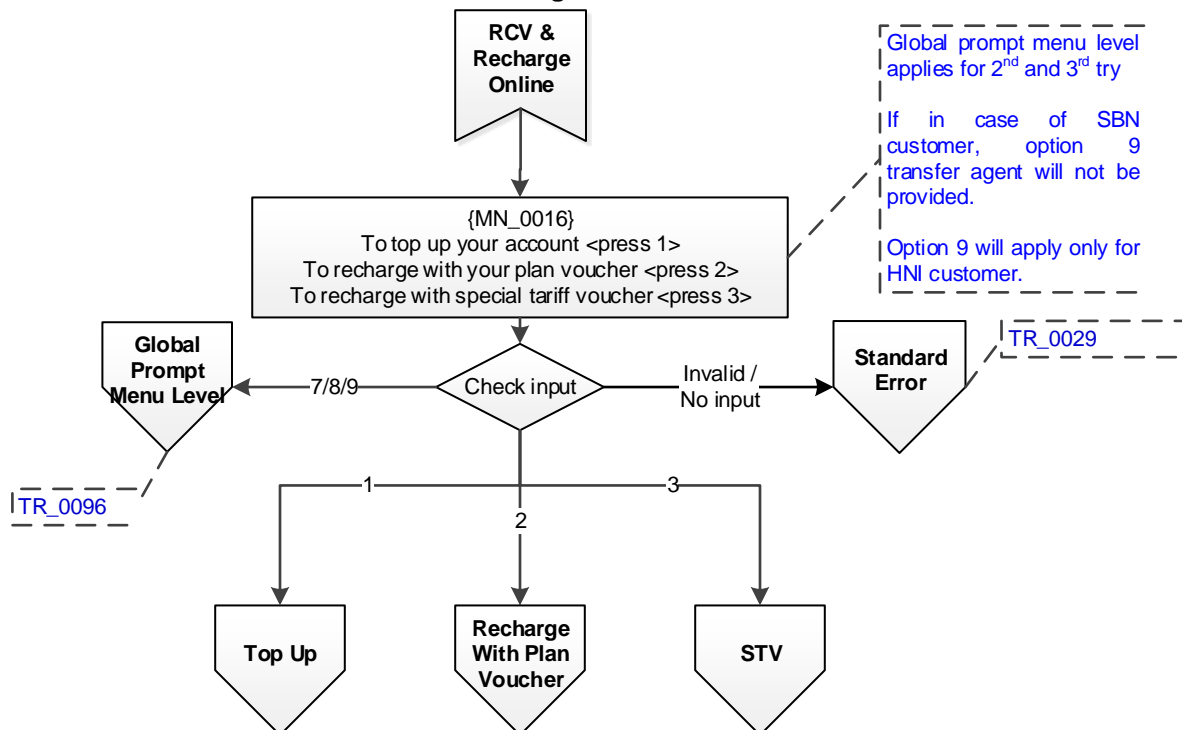 RCV &
Recharge
Online
Global prompt menu level
applies for 2nd and 3rd try
If in case of SBN
customer, option 9
transfer agent will not be
provided.
Option 9 will apply only for
HNI customer.
{MN_0016}
To top up your account <press 1>
To recharge with your plan voucher <press 2>
To recharge with special tariff voucher <press 3>
Global
Prompt
Menu Level
7/8/9
Check input
Invalid /
No input
Standard
Error
TR_0029
TR_0096
1
2
3
Top Up
Recharge
With Plan
Voucher
STV